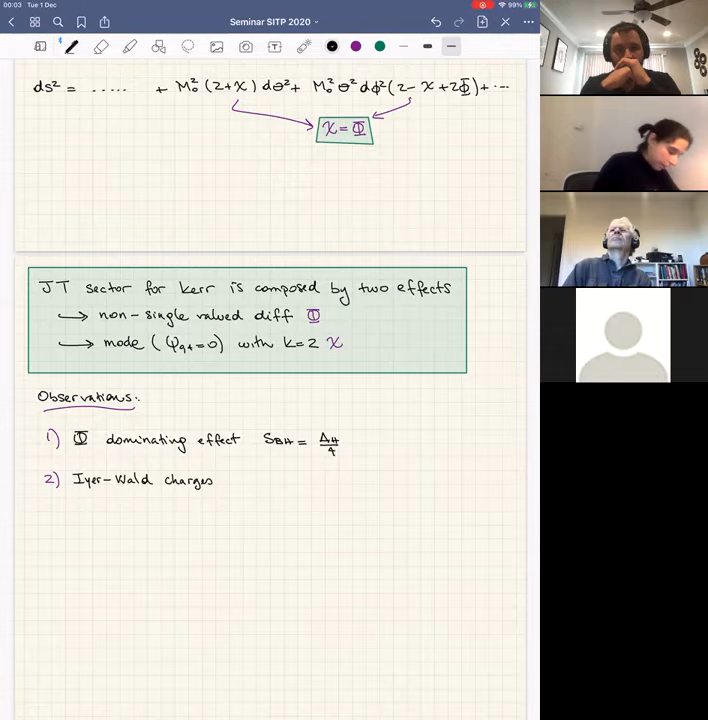 00:03 Tue 1 Dec
99%
Seminar SITP 2020
ds² = ..... + M₀² (2+χ) dθ² + M₀² θ² dϕ² (2 - χ + 2Φ) + ...
χ = Φ
JT sector for Kerr is composed by two effects
→ non-single valued diff Φ
→ mode (Ψ₀,₄ = 0) with k=2 χ
Observations:
1) Φ dominating effect S_BH = A_H/4
2) Iyer-Wald charges